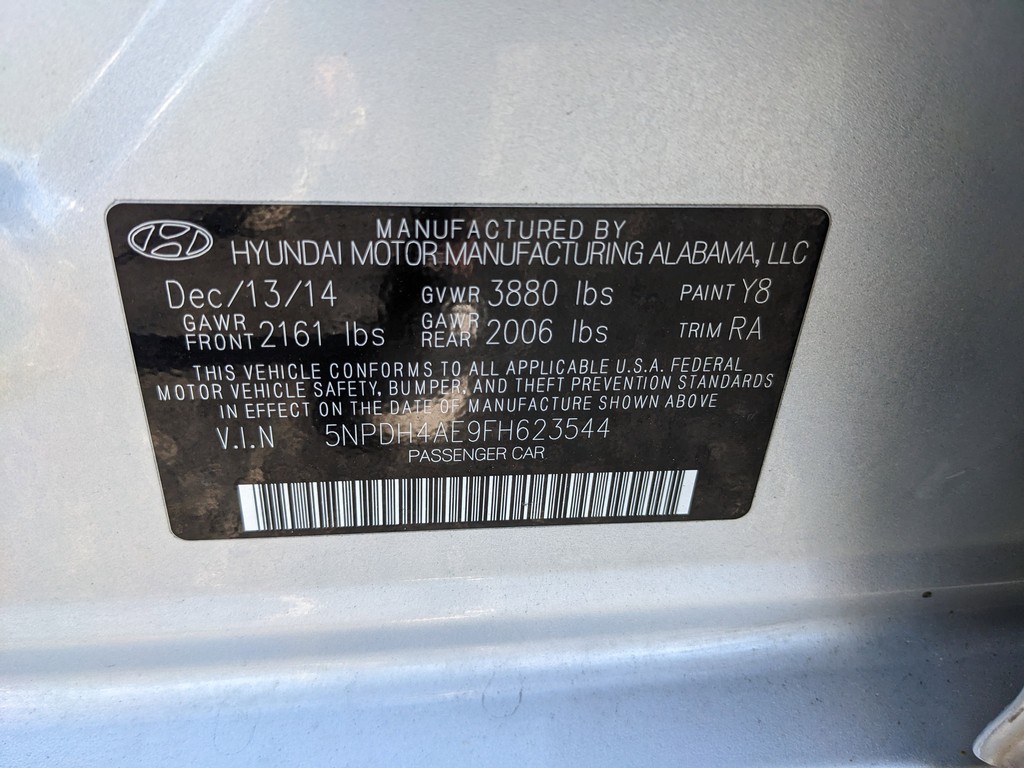 MANUFACTURED BY
HYUNDAI MOTOR MANUFACTURING ALABAMA, LLC
Dec/13/14 GVWR 3880 lbs PAINT Y8
GAWR FRONT 2161 lbs GAWR REAR 2006 lbs TRIM RA
THIS VEHICLE CONFORMS TO ALL APPLICABLE U.S.A. FEDERAL
MOTOR VEHICLE SAFETY, BUMPER, AND THEFT PREVENTION STANDARDS
IN EFFECT ON THE DATE OF MANUFACTURE SHOWN ABOVE
V.I.N 5NPDH4AE9FH623544
PASSENGER CAR